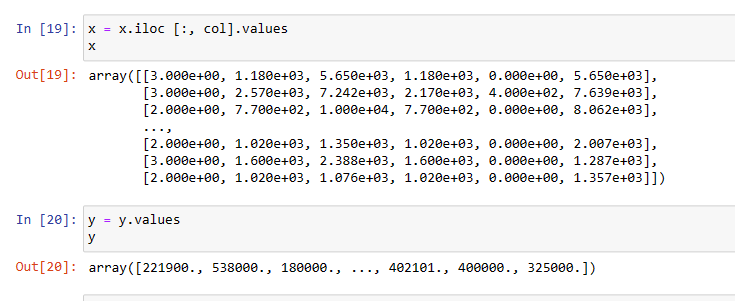 In [19]: x = x.iloc [:, col].values
x
Out[19]: array([[3.000e+00, 1.180e+03, 5.650e+03, 1.180e+03, 0.000e+00, 5.650e+03],
[3.000e+00, 2.570e+03, 7.242e+03, 2.170e+03, 4.000e+02, 7.639e+03],
[2.000e+00, 7.700e+02, 1.000e+04, 7.700e+02, 0.000e+00, 8.062e+03],
...,
[2.000e+00, 1.020e+03, 1.350e+03, 1.020e+03, 0.000e+00, 2.007e+03],
[3.000e+00, 1.600e+03, 2.388e+03, 1.600e+03, 0.000e+00, 1.287e+03],
[2.000e+00, 1.020e+03, 1.076e+03, 1.020e+03, 0.000e+00, 1.357e+03]])
In [20]: y = y.values
y
Out[20]: array([221900., 538000., 180000., ..., 402101., 400000., 325000.])